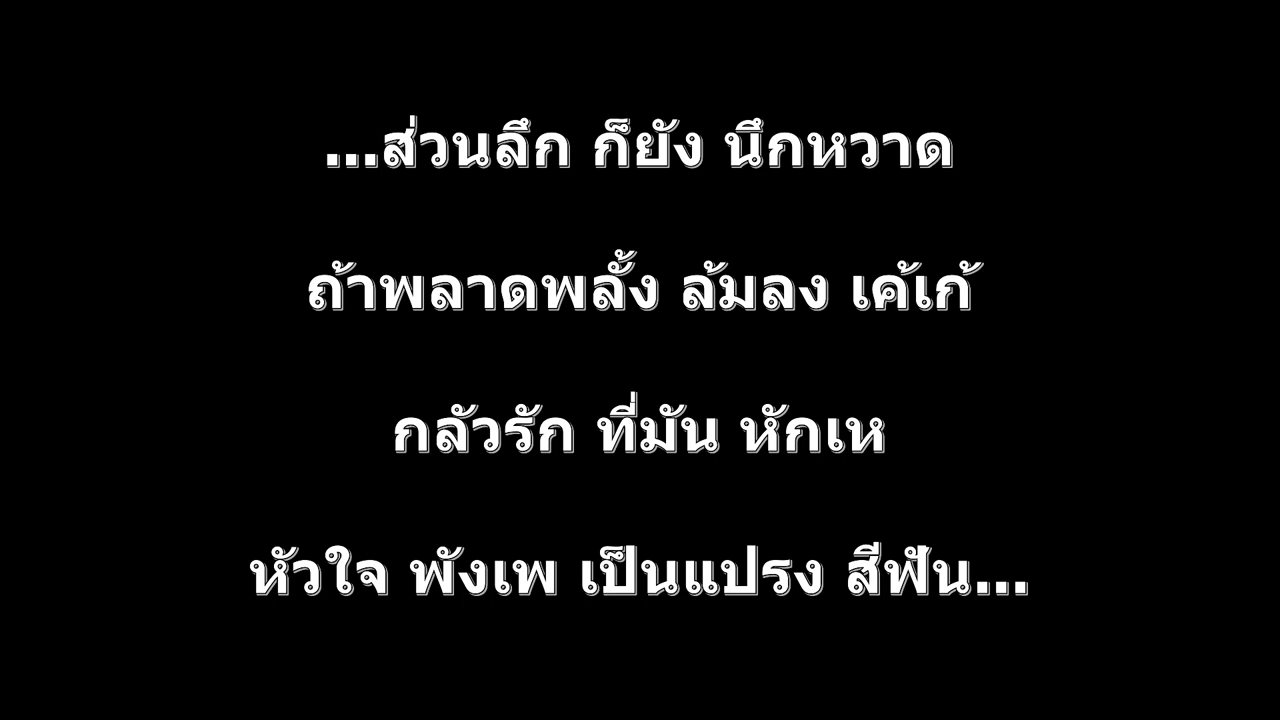 ...ส่วนลึก ก็ยัง นึกหวาด
ถ้าพลาดพลั้ง ล้มลง เค้เก้
กลัวรัก ที่มัน หักเห
หัวใจ พังเพ เป็นแปรง สีฟัน...